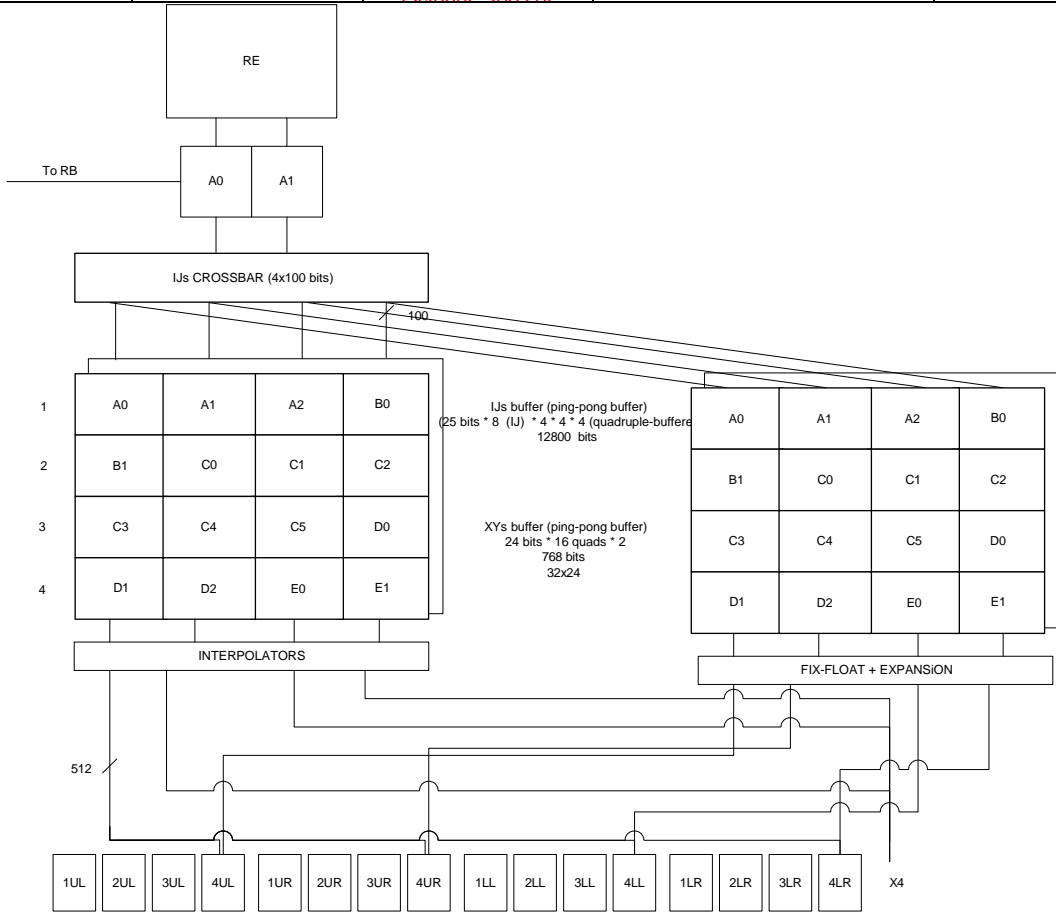 RE
To RB
A0 A1
IJs CROSSBAR (4x100 bits)
100
1 A0 A1 A2 B0
2 B1 C0 C1 C2
3 C3 C4 C5 D0
4 D1 D2 E0 E1
IJs buffer (ping-pong buffer)
(25 bits * 8 (IJ) * 4 * 4 * 4 (quadruple-buffere
12800 bits
XYs buffer (ping-pong buffer)
24 bits * 16 quads * 2
768 bits
32x24
A0 A1 A2 B0
B1 C0 C1 C2
C3 C4 C5 D0
D1 D2 E0 E1
INTERPOLATORS
FIX-FLOAT + EXPANSiON
512
1UL 2UL 3UL 4UL 1UR 2UR 3UR 4UR 1LL 2LL 3LL 4LL 1LR 2LR 3LR 4LR X4